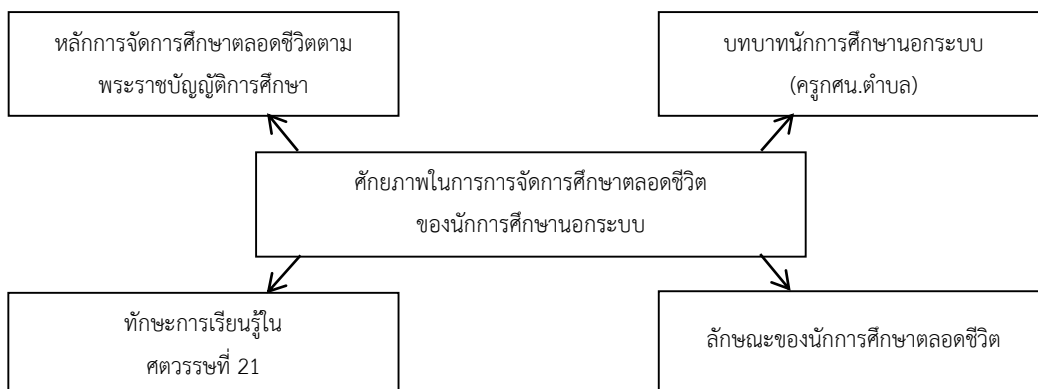 หลักการจัดการศึกษาตลอดชีวิตตาม
พระราชบัญญัติการศึกษา
บทบาทนักการศึกษานอกระบบ
(ครูกศน.ตำบล)
ศักยภาพในการการจัดการศึกษาตลอดชีวิต
ของนักการศึกษานอกระบบ
ทักษะการเรียนรู้ใน
ศตวรรษที่ 21
ลักษณะของนักการศึกษาตลอดชีวิต